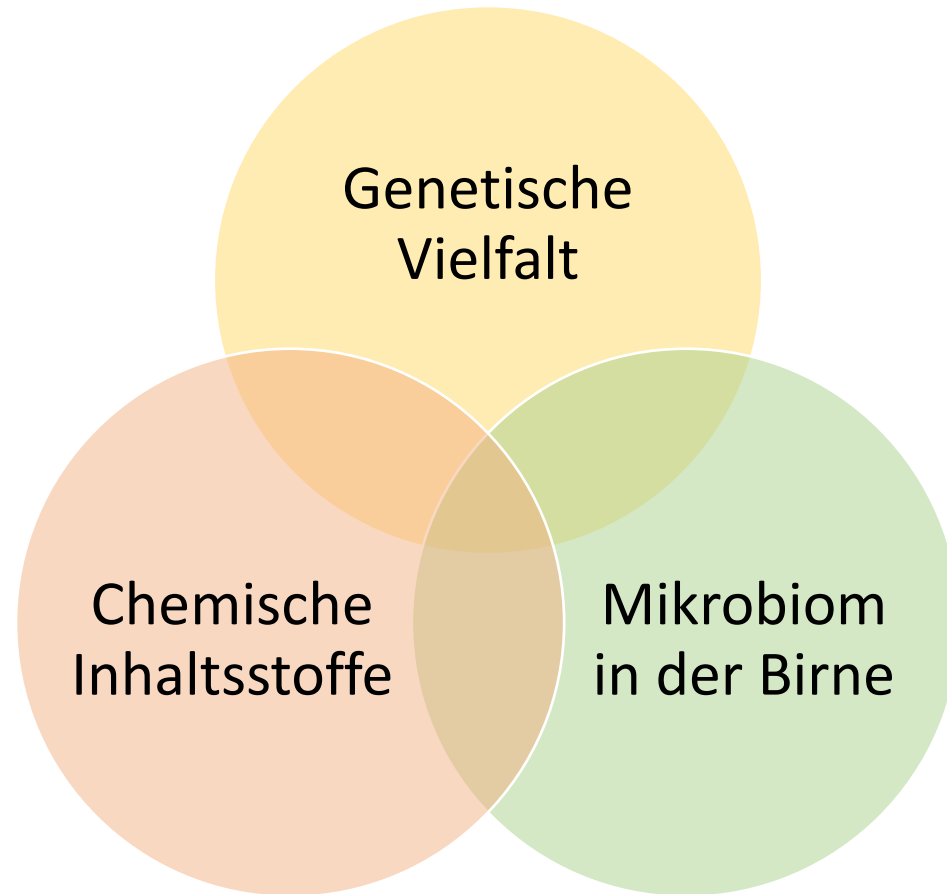 Genetische
Vielfalt
Chemische
Inhaltsstoffe
Mikrobiom
in der Birne